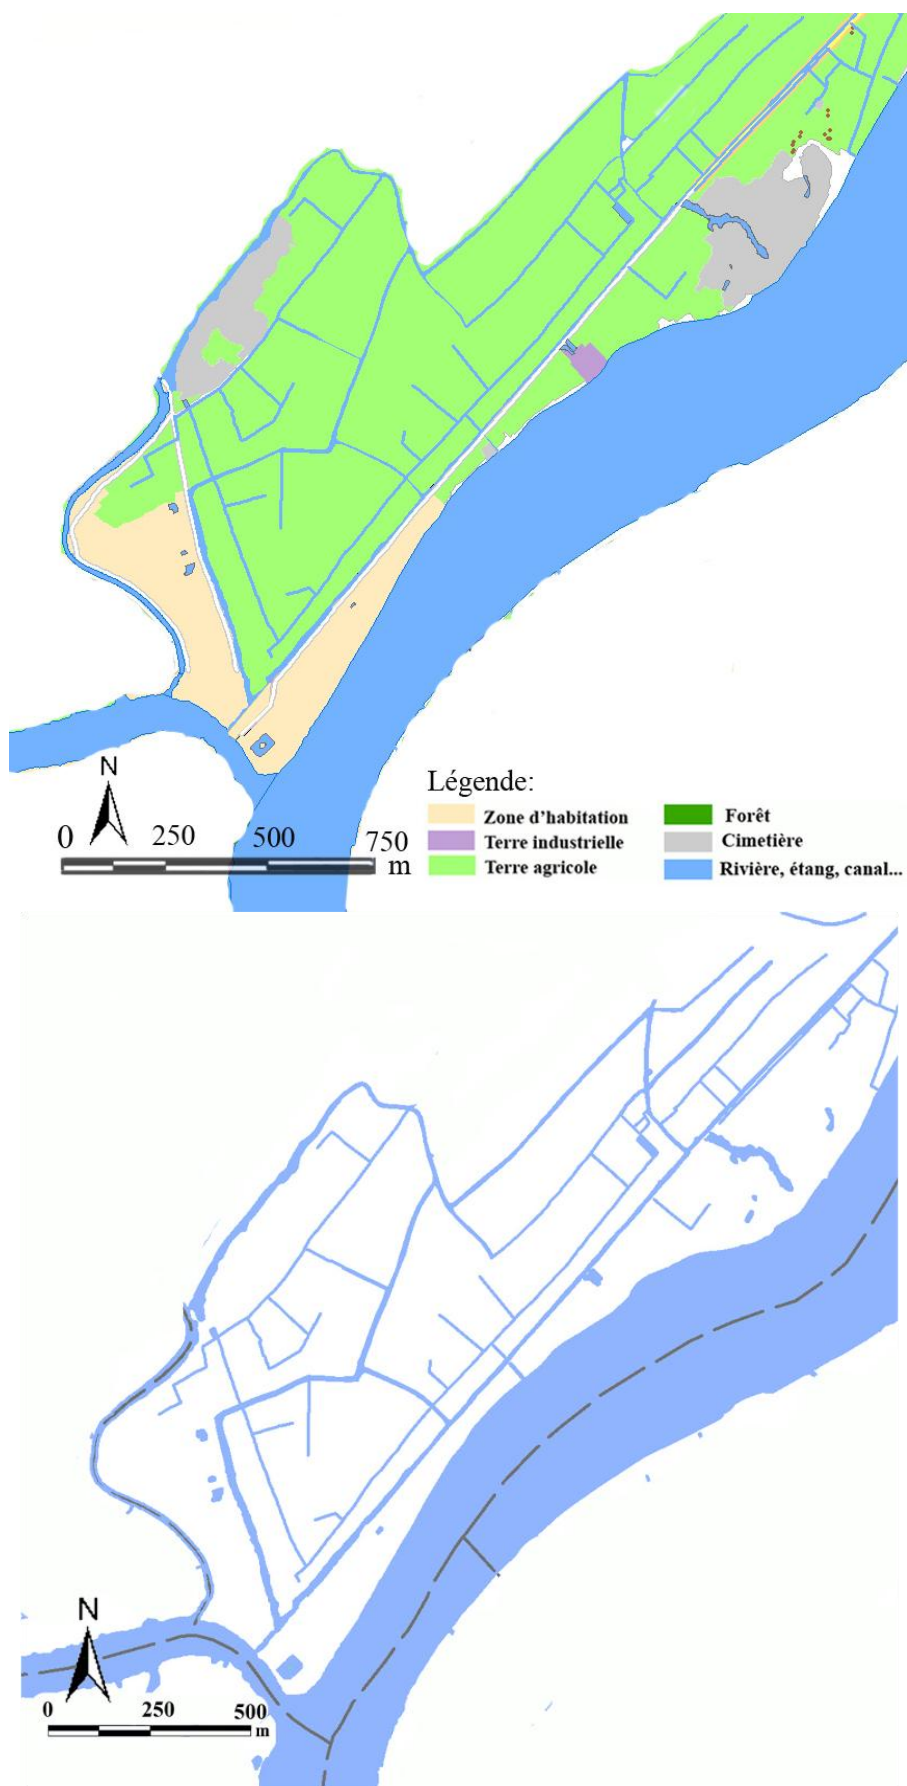 N
Légende:
0 250 500 750
m
Zone d'habitation
Terre industrielle
Terre agricole
Forêt
Cimetière
Rivière, étang, canal...
N
0 250 500
m